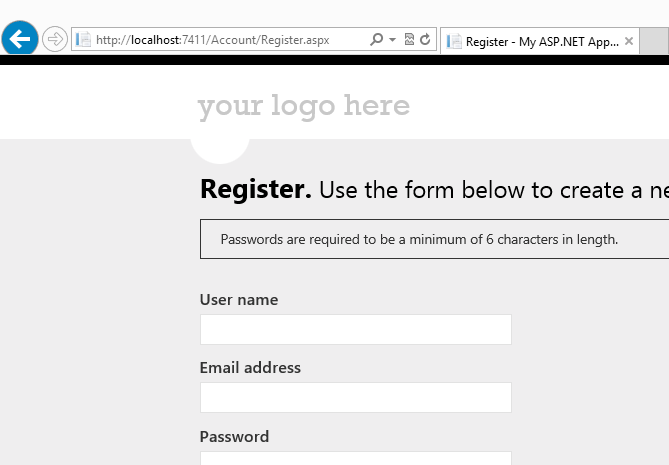 http://localhost:7411/Account/Register.aspx
Register - My ASP.NET App...
your logo here
Register. Use the form below to create a ne
Passwords are required to be a minimum of 6 characters in length.
User name
Email address
Password